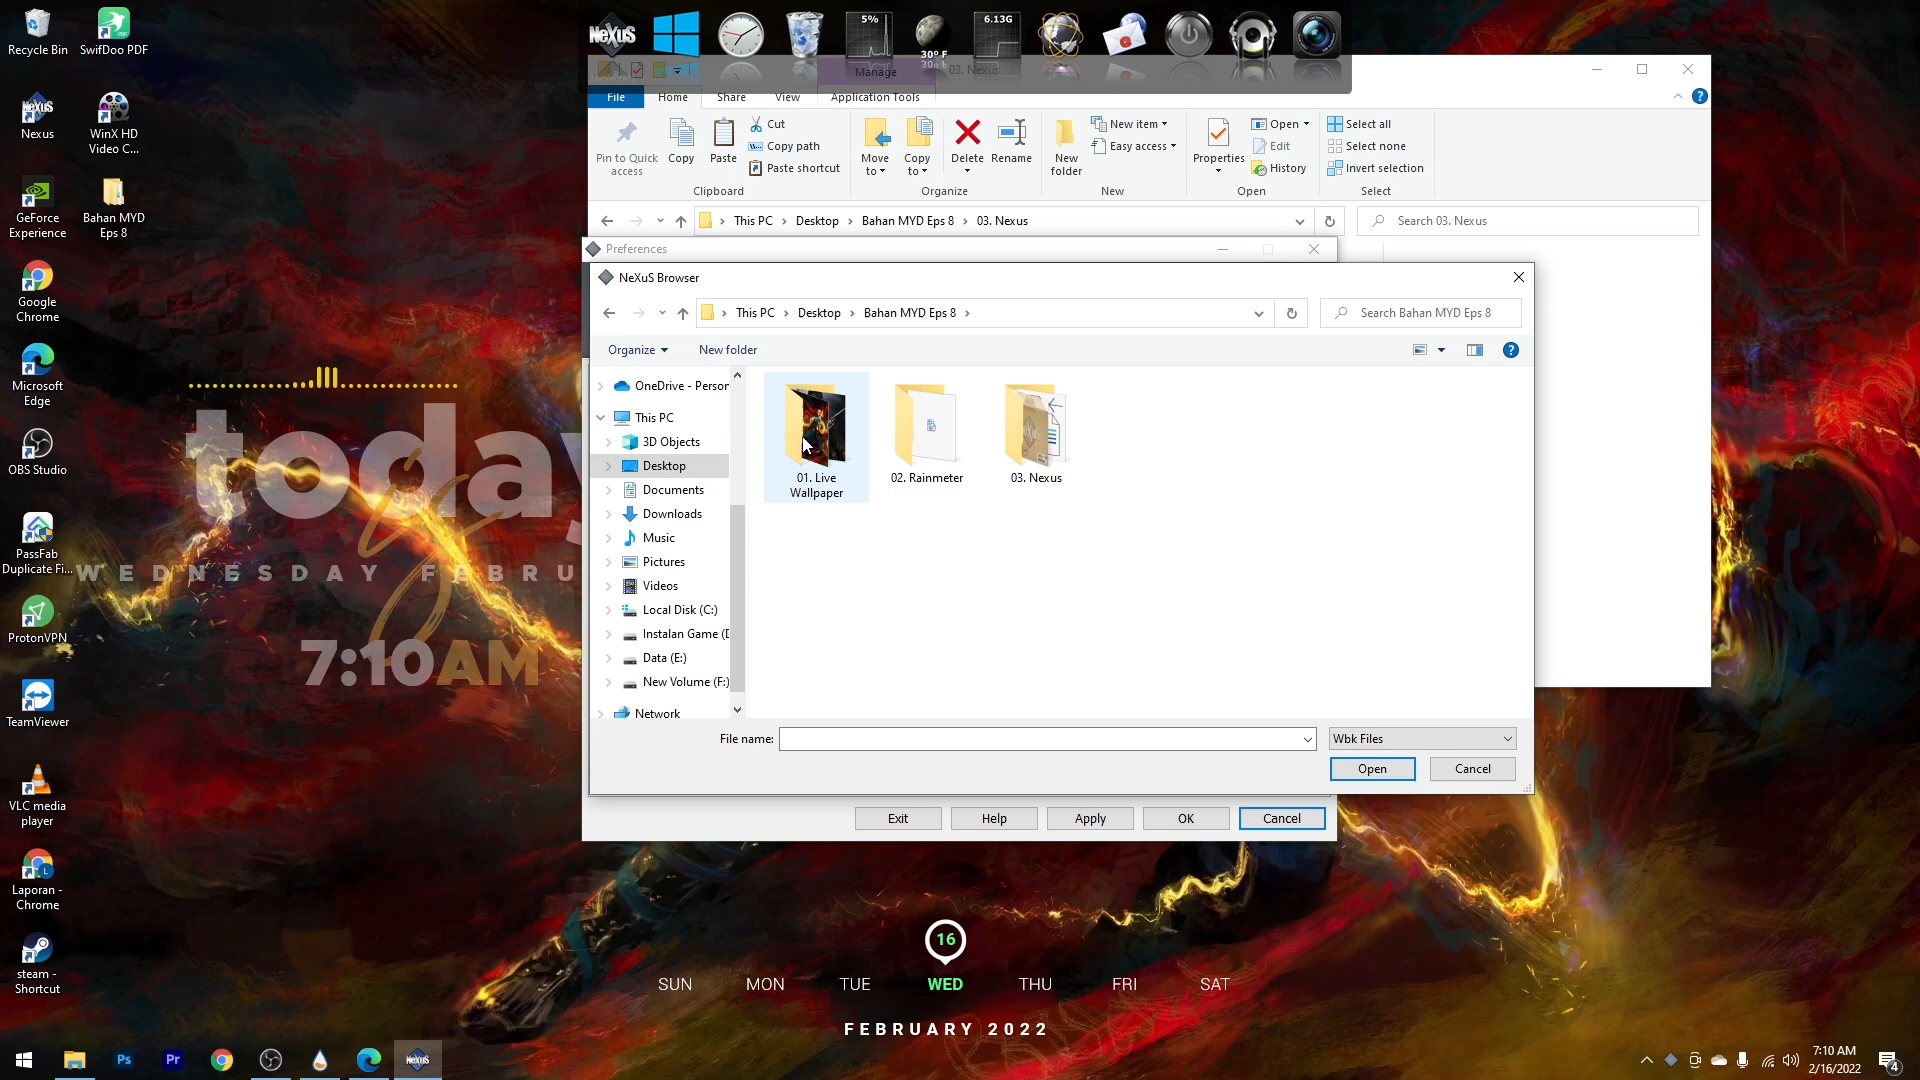 Recycle Bin
SwifDoo PDF
Nexus
WinX HD
Video C...
GeForce
Experience
Bahan MYD
Eps 8
Google
Chrome
Microsoft
Edge
OBS Studio
PassFab
Duplicate Fi...
ProtonVPN
TeamViewer
VLC media
player
Laporan -
Chrome
steam -
Shortcut
today
is
WEDNESDAY FEBRU
7:10AM
NeXuS
5%
30° F
6.13G
Manage
03. Nexus
File
Home
Share
View
Application Tools
Pin to Quick
access
Copy
Paste
Cut
Copy path
Paste shortcut
Clipboard
Move
to
Copy
to
Delete
Rename
Organize
New
folder
New item
Easy access
New
Properties
Open
Edit
History
Open
Select all
Select none
Invert selection
Select
This PC
Desktop
Bahan MYD Eps 8
03. Nexus
Search 03. Nexus
Preferences
NeXuS Browser
This PC
Desktop
Bahan MYD Eps 8
Search Bahan MYD Eps 8
Organize
New folder
OneDrive - Person
This PC
3D Objects
Desktop
Documents
Downloads
Music
Pictures
Videos
Local Disk (C:)
Instalan Game (D
Data (E:)
New Volume (F:)
Network
01. Live
Wallpaper
02. Rainmeter
03. Nexus
File name:
Wbk Files
Open
Cancel
Exit
Help
Apply
OK
Cancel
16
SUN
MON
TUE
WED
THU
FRI
SAT
FEBRUARY 2022
Ps
Pr
NeXuS
7:10 AM
2/16/2022
4